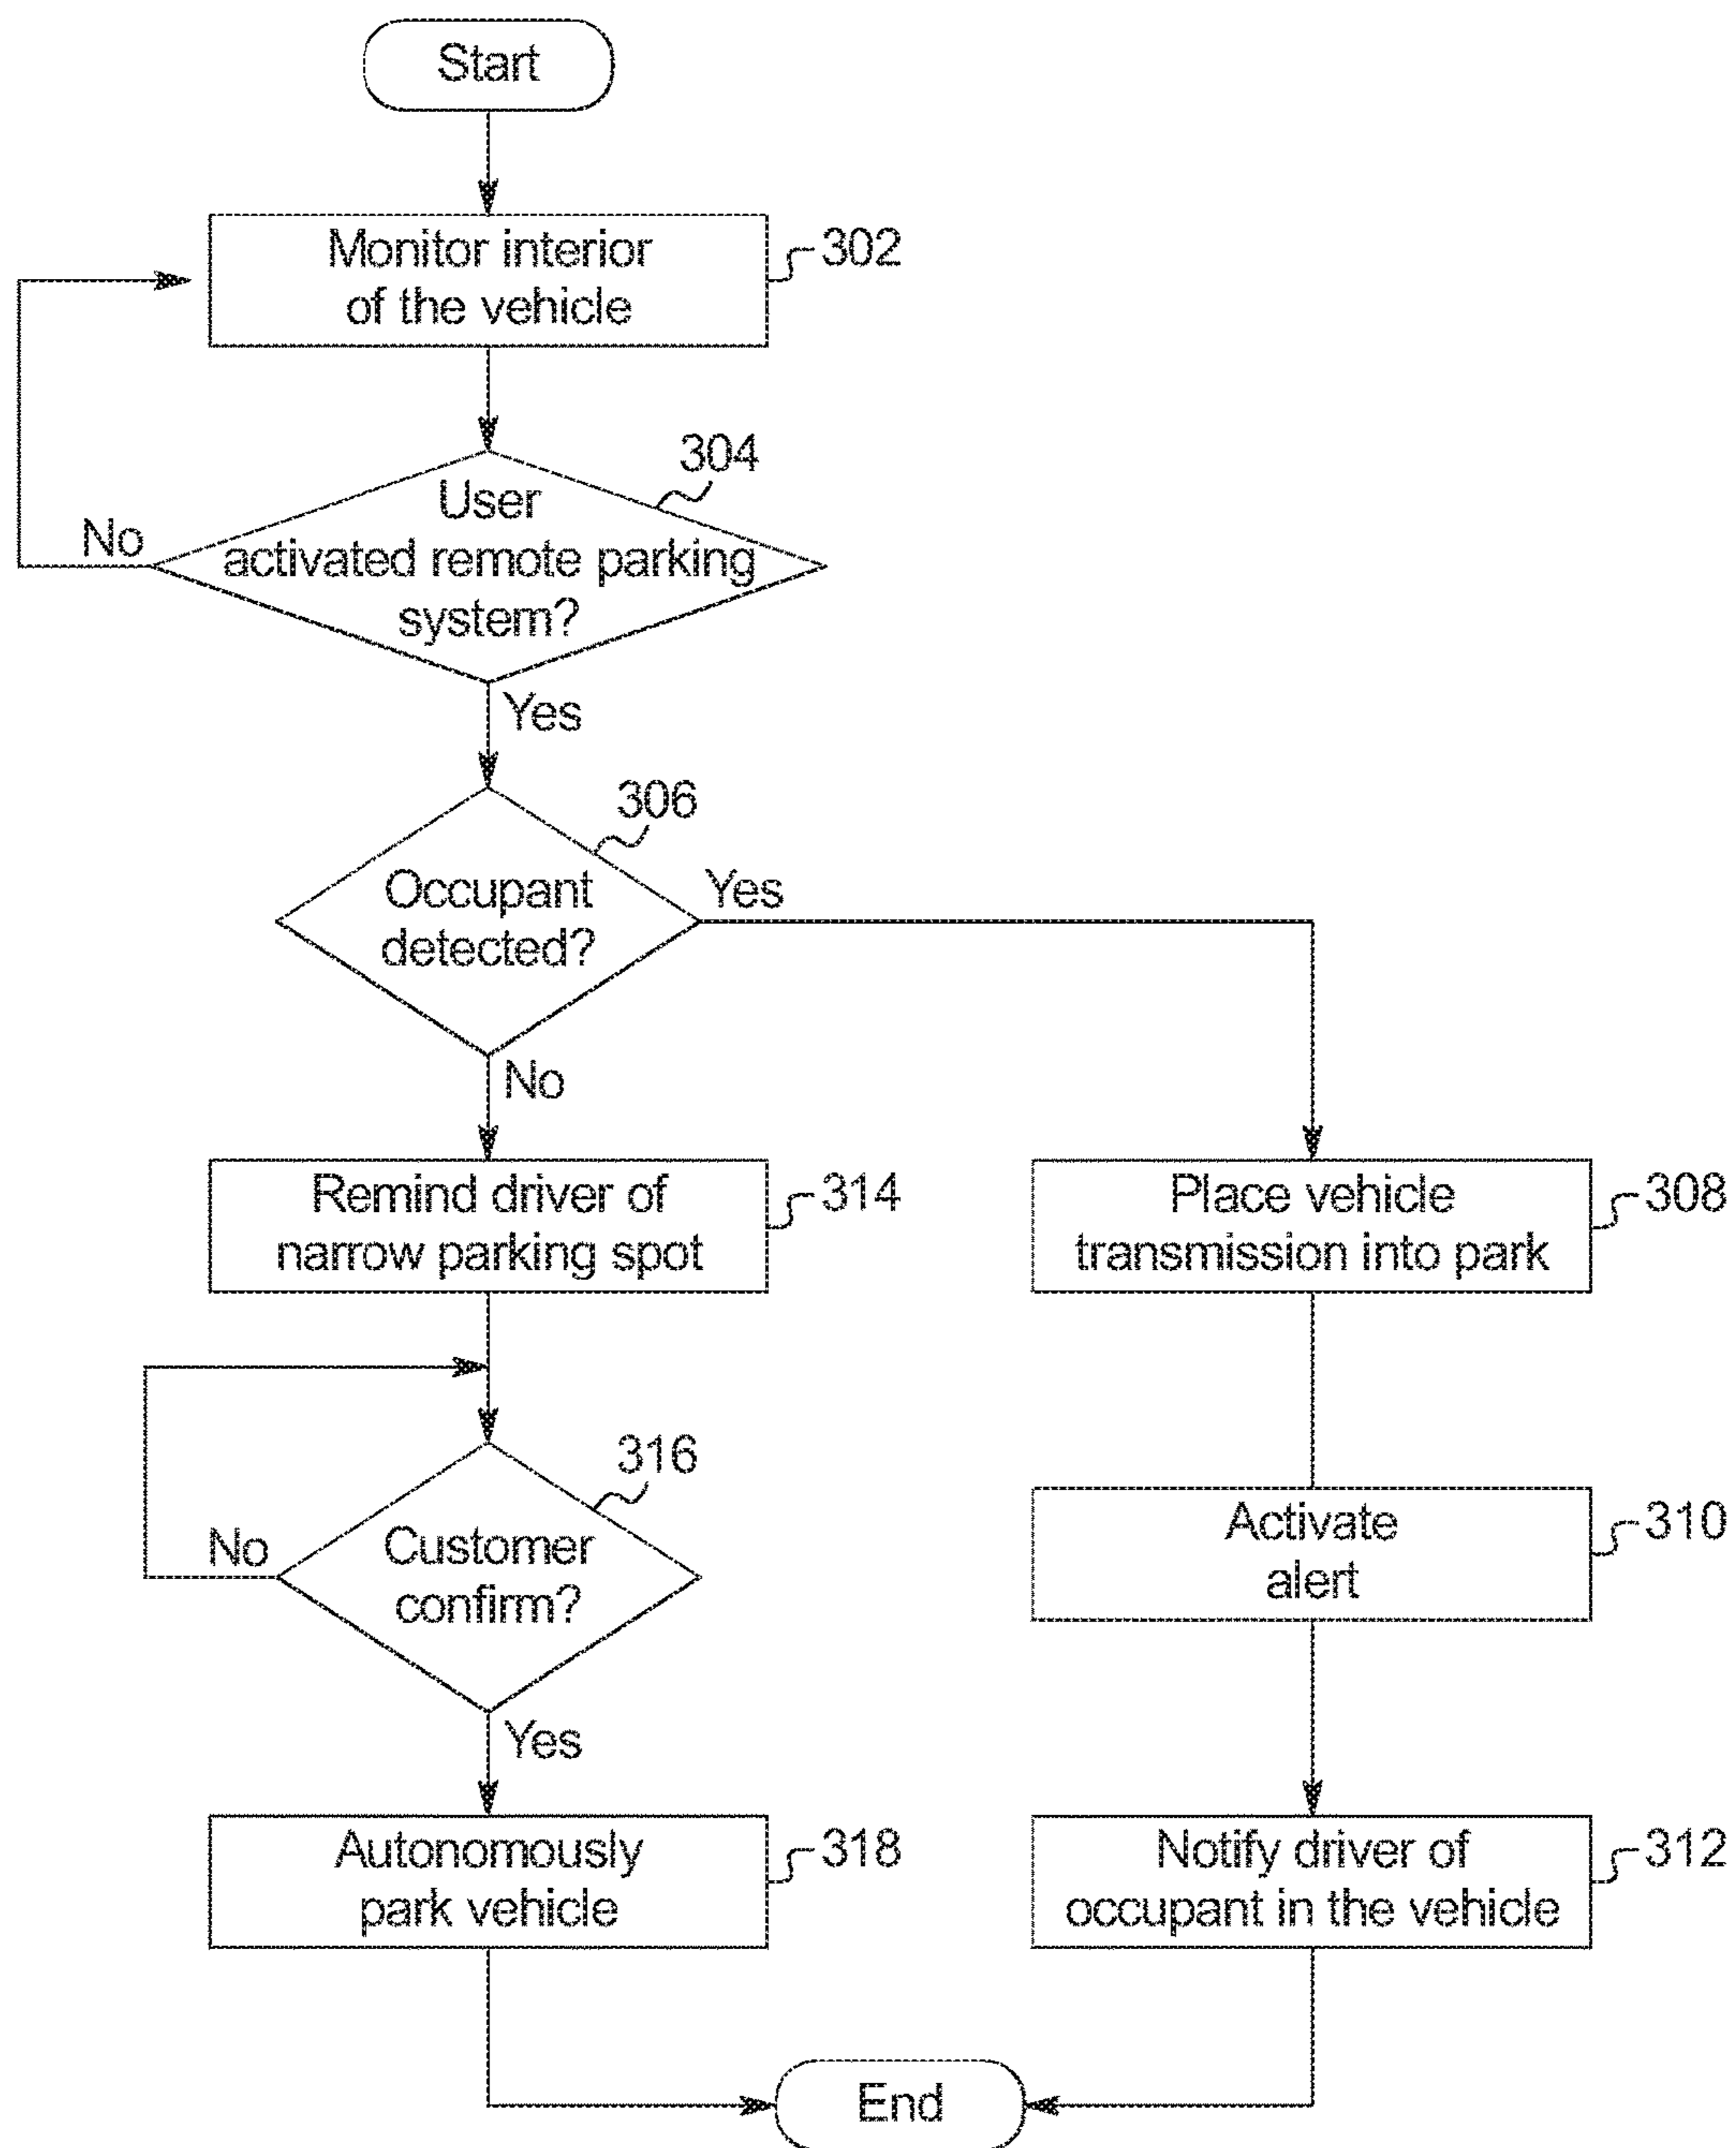 Start
Monitor interior
of the vehicle
302
304
User
activated remote parking
system?
No
Yes
306
Occupant
detected?
Yes
No
Remind driver of
narrow parking spot
314
Place vehicle
transmission into park
308
316
Customer
confirm?
No
Yes
Activate
alert
310
Autonomously
park vehicle
318
Notify driver of
occupant in the vehicle
312
End